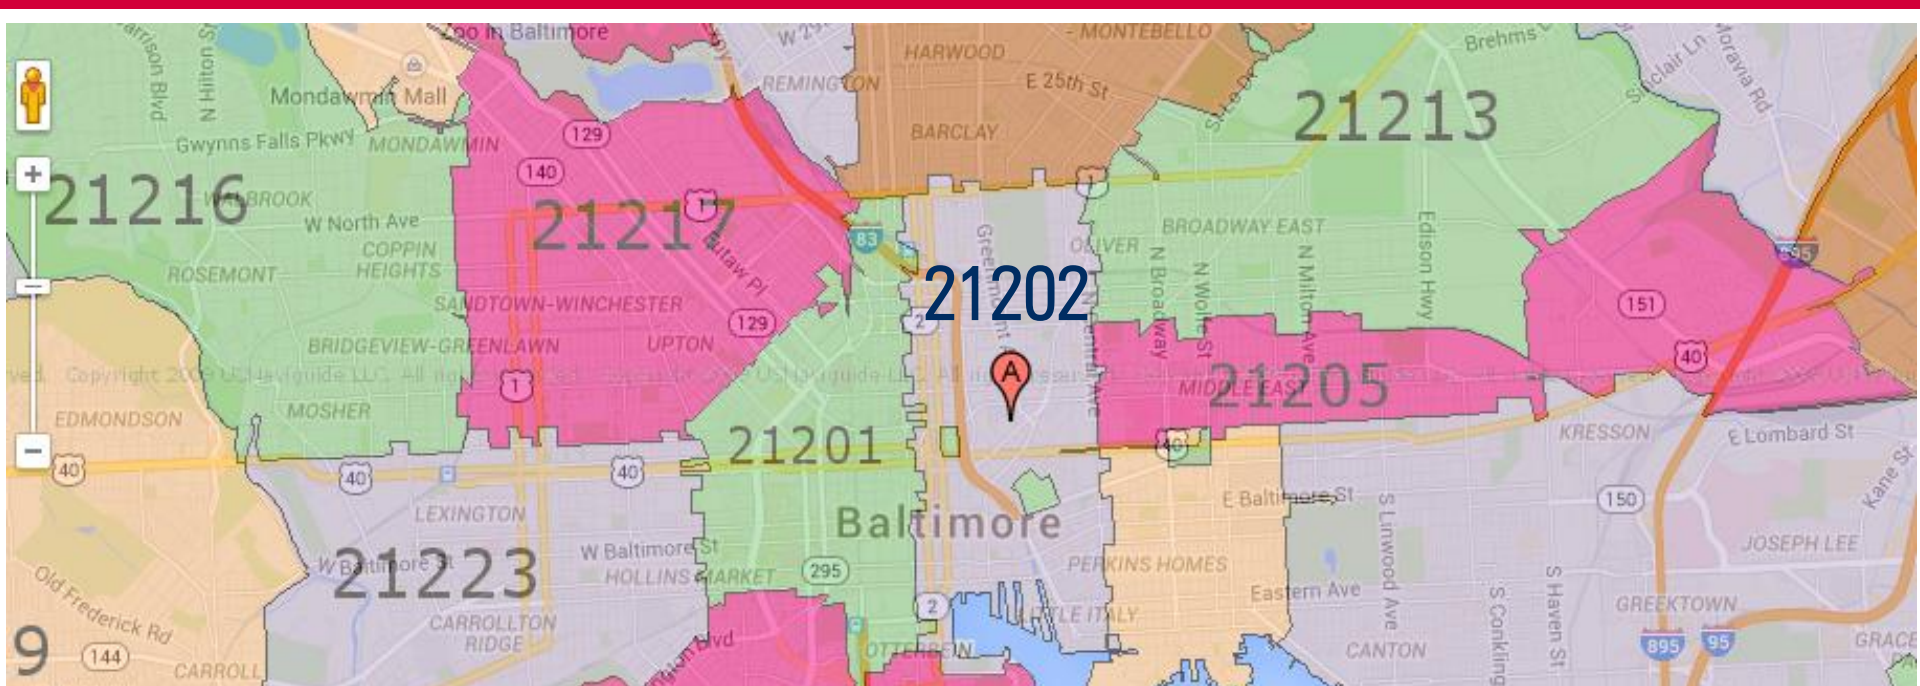 Zoo in Baltimore
HARWOOD
- MONTEBELLO
Brehms
N Hilton St
REMINGTON
E 25th St
Moravia Rd
Mondawmin Mall
21213
BARCLAY
129
Gwynns Falls Pkwy
MONDAWMIN
140
1
21216
WALBROOK
W North Ave
21217
1
COPPIN
HEIGHTS
83
BROADWAY EAST
OLIVER
Edison Hwy
895
ROSEMONT
Eutaw Pl
21202
N Broadway
N Wolfe St
N Milton Ave
SANDTOWN-WINCHESTER
129
2
151
BRIDGEVIEW-GREENLAWN
UPTON
40
1
A
MIDDLE EAST
21205
EDMONDSON
MOSHER
21201
KRESSON
E Lombard St
40
40
40
40
E Baltimore St
150
Kane St
LEXINGTON
Baltimore
S Linwood Ave
W Baltimore St
W Baltimore St
21223
HOLLINS MARKET
295
PERKINS HOMES
JOSEPH LEE
Old Frederick Rd
Eastern Ave
S Haven St
2
LITTLE ITALY
GREEKTOWN
CARROLLTON
RIDGE
9
144
CARROLL
OTTERBEIN
CANTON
S Conkling
895
95